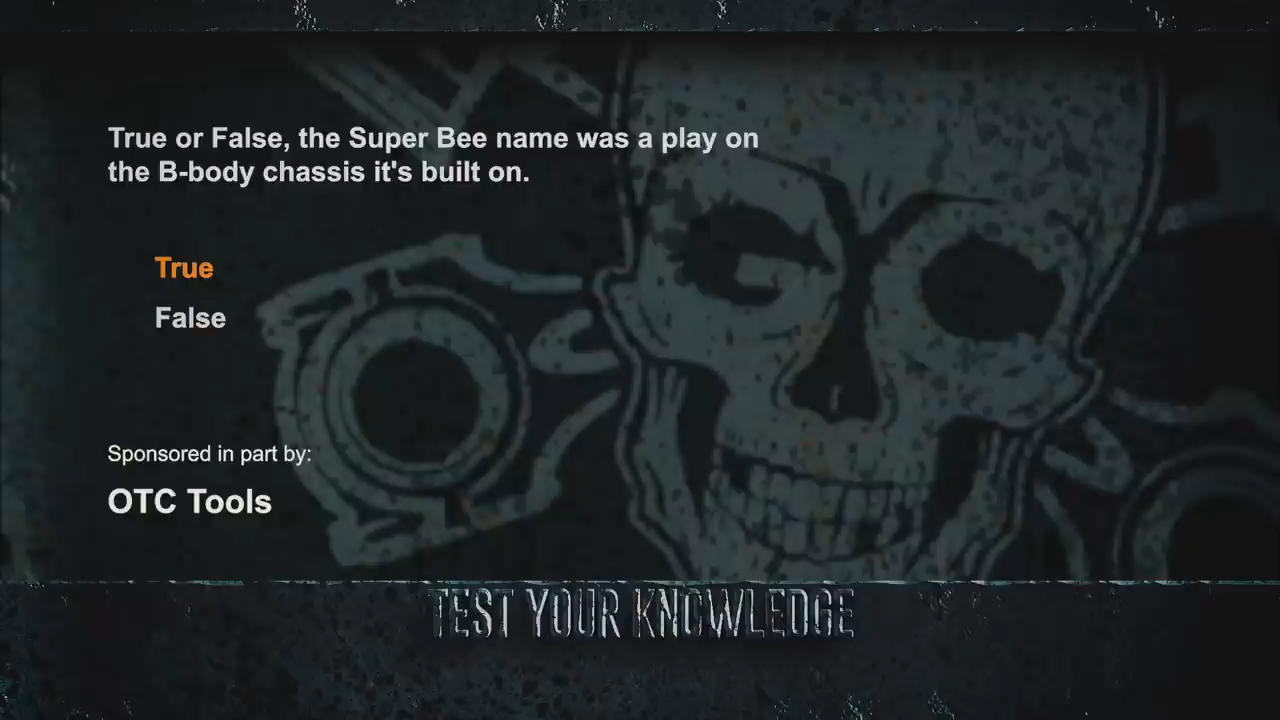 True or False, the Super Bee name was a play on
the B-body chassis it's built on.
True
False
Sponsored in part by:
OTC Tools
TEST YOUR KNOWLEDGE